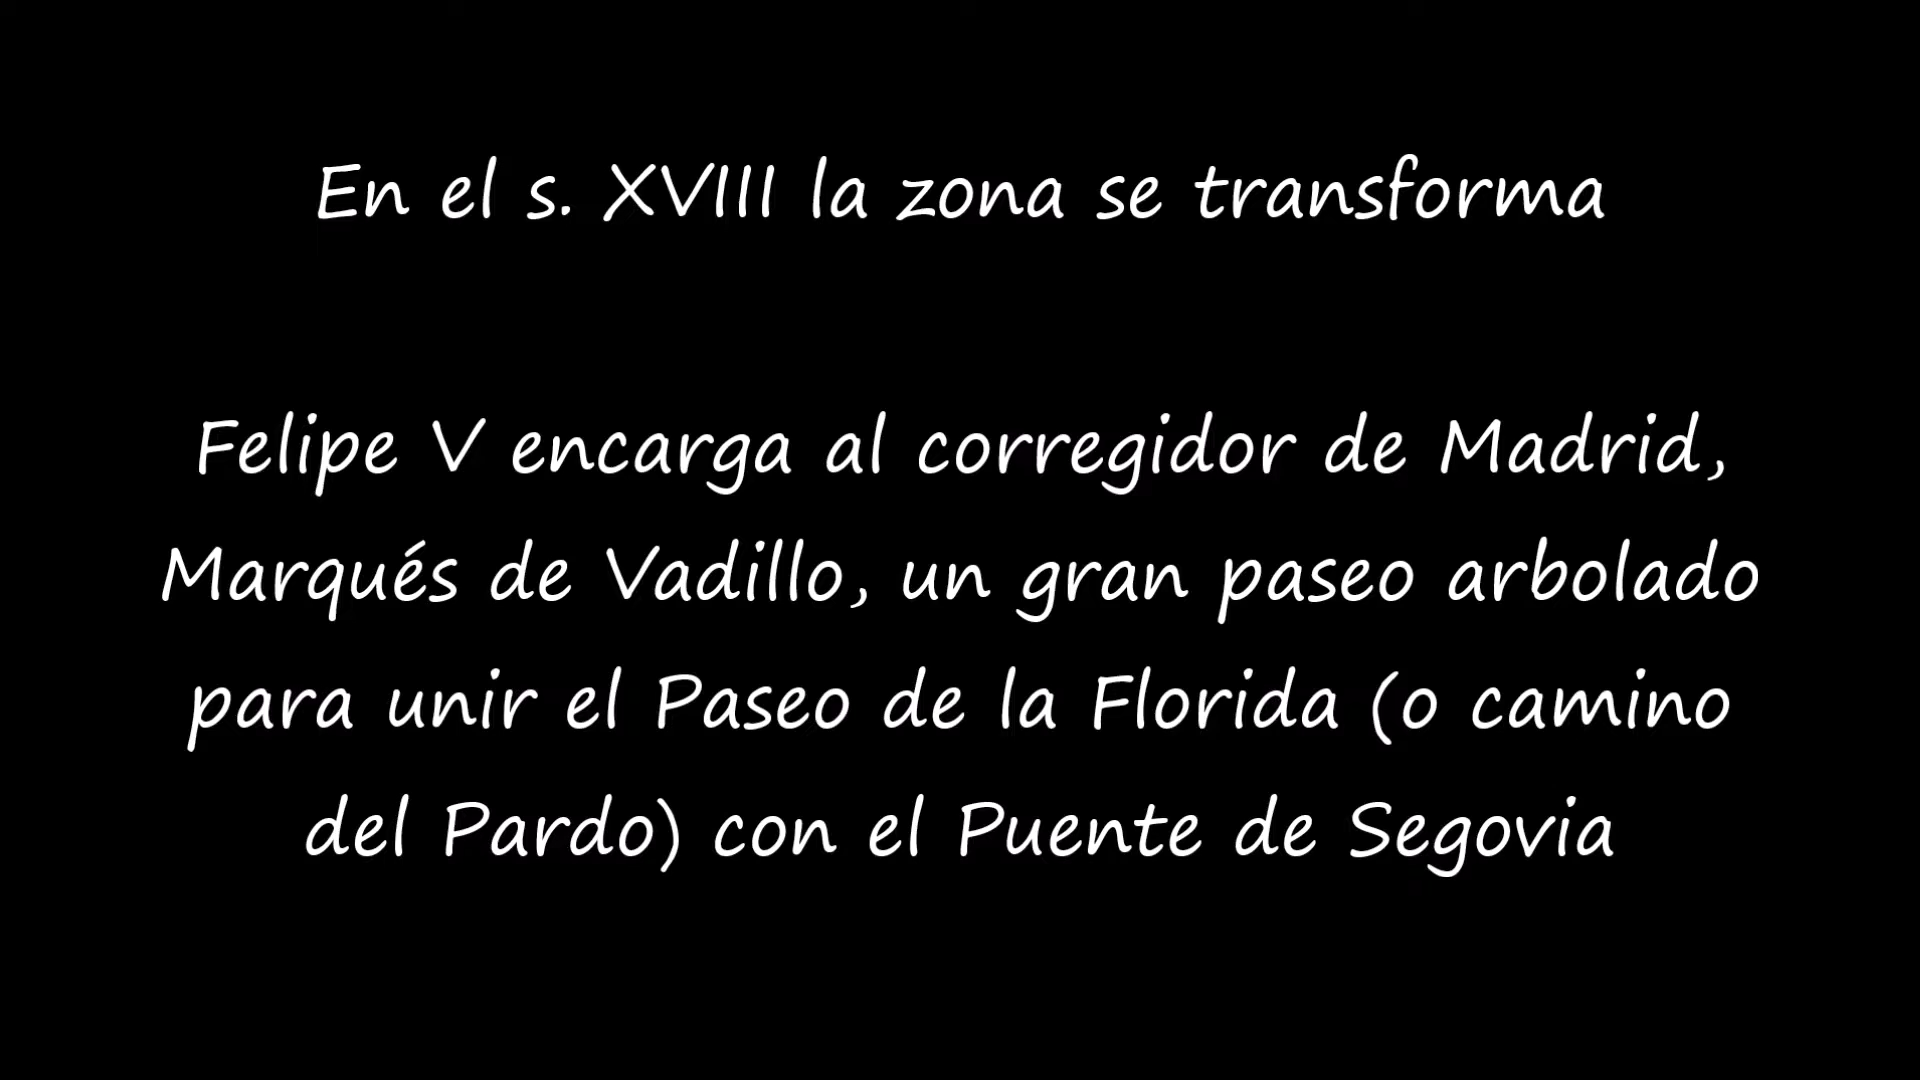 En el s. XVIII la zona se transforma
Felipe V encarga al corregidor de Madrid,
Marqués de Vadillo, un gran paseo arbolado
para unir el Paseo de la Florida (o camino
del Pardo) con el Puente de Segovia